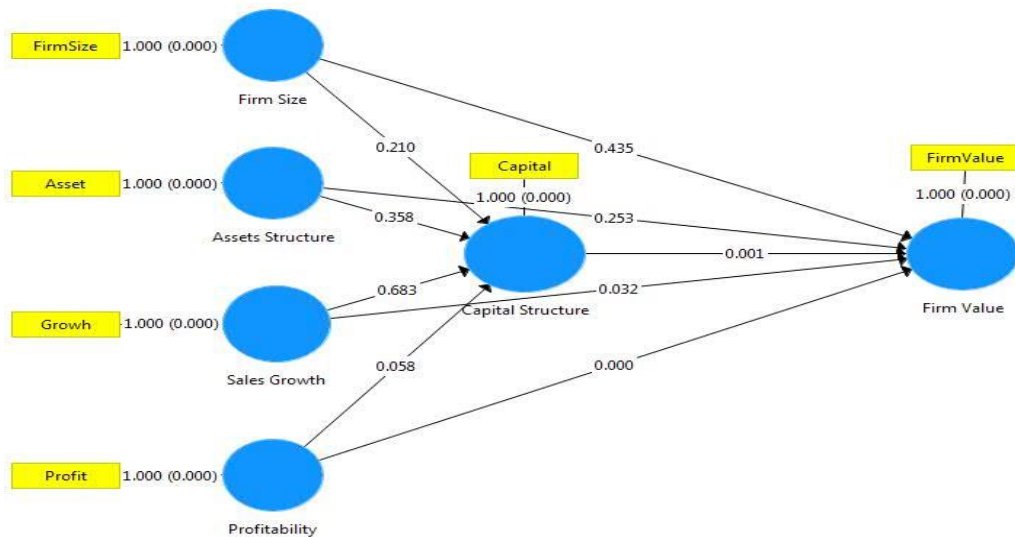 FirmSize 1.000 (0.000)
Firm Size
0.210
0.435
Asset 1.000 (0.000)
Assets Structure
0.358
0.253
Capital
1.000 (0.000)
Capital Structure
0.001
FirmValue
1.000 (0.000)
Firm Value
Growh 1.000 (0.000)
Sales Growth
0.683
0.032
0.058
0.000
Profit 1.000 (0.000)
Profitability